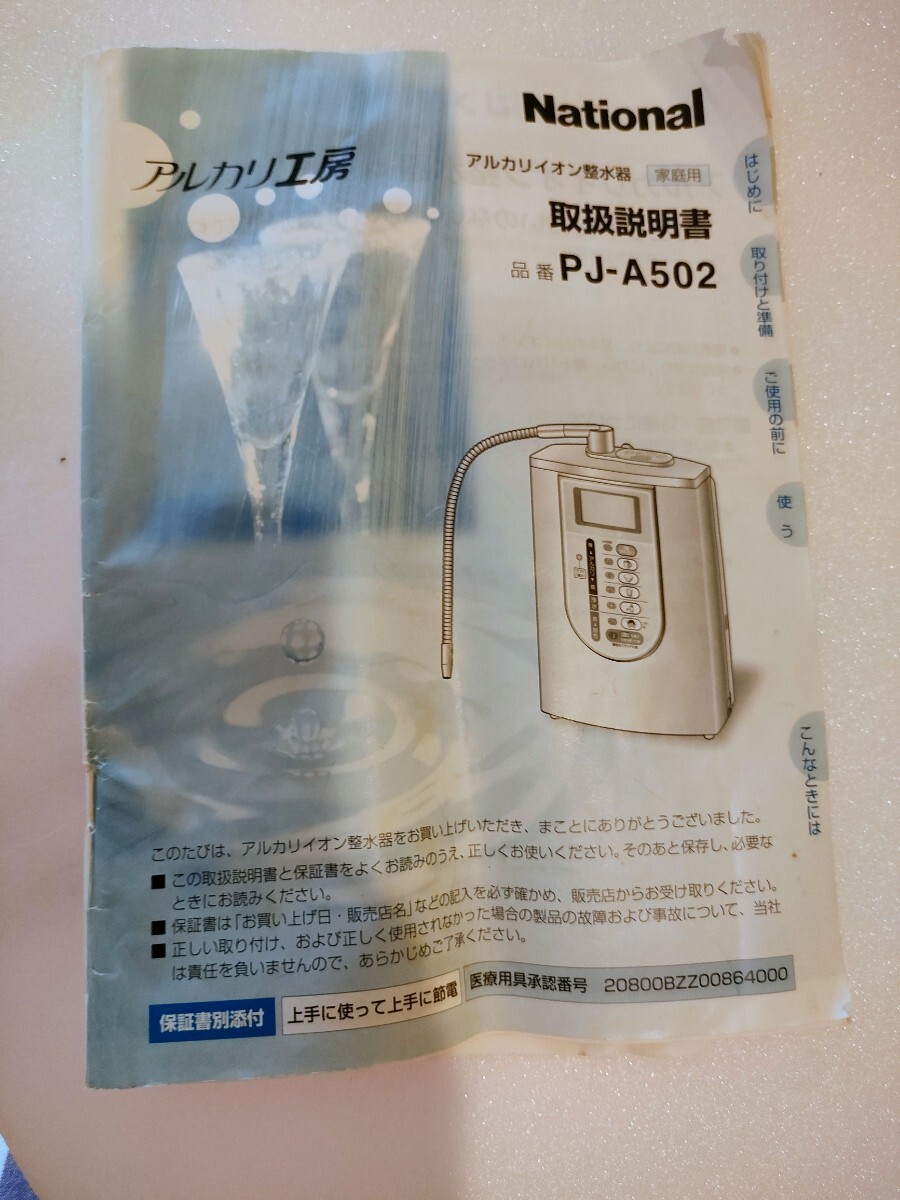 National
アルカリ工房
アルカリイオン整水器 家庭用
取扱説明書
品番 PJ-A502
はじめに
取り付けと準備
ご使用の前に
使う
こんなときには
このたびは、アルカリイオン整水器をお買い上げいただき、まことにありがとうございました。
■ この取扱説明書と保証書をよくお読みのうえ、正しくお使いください。そのあと保存し、必要な
ときにお読みください。
■ 保証書は「お買い上げ日・販売店名」などの記入を必ず確かめ、販売店からお受け取りください。
■ 正しい取り付け、および正しく使用されなかった場合の製品の故障および事故について、当社
は責任を負いませんので、あらかじめご了承ください。
保証書別添付
上手に使って上手に節電
医療用具承認番号 20800BZZ00864000